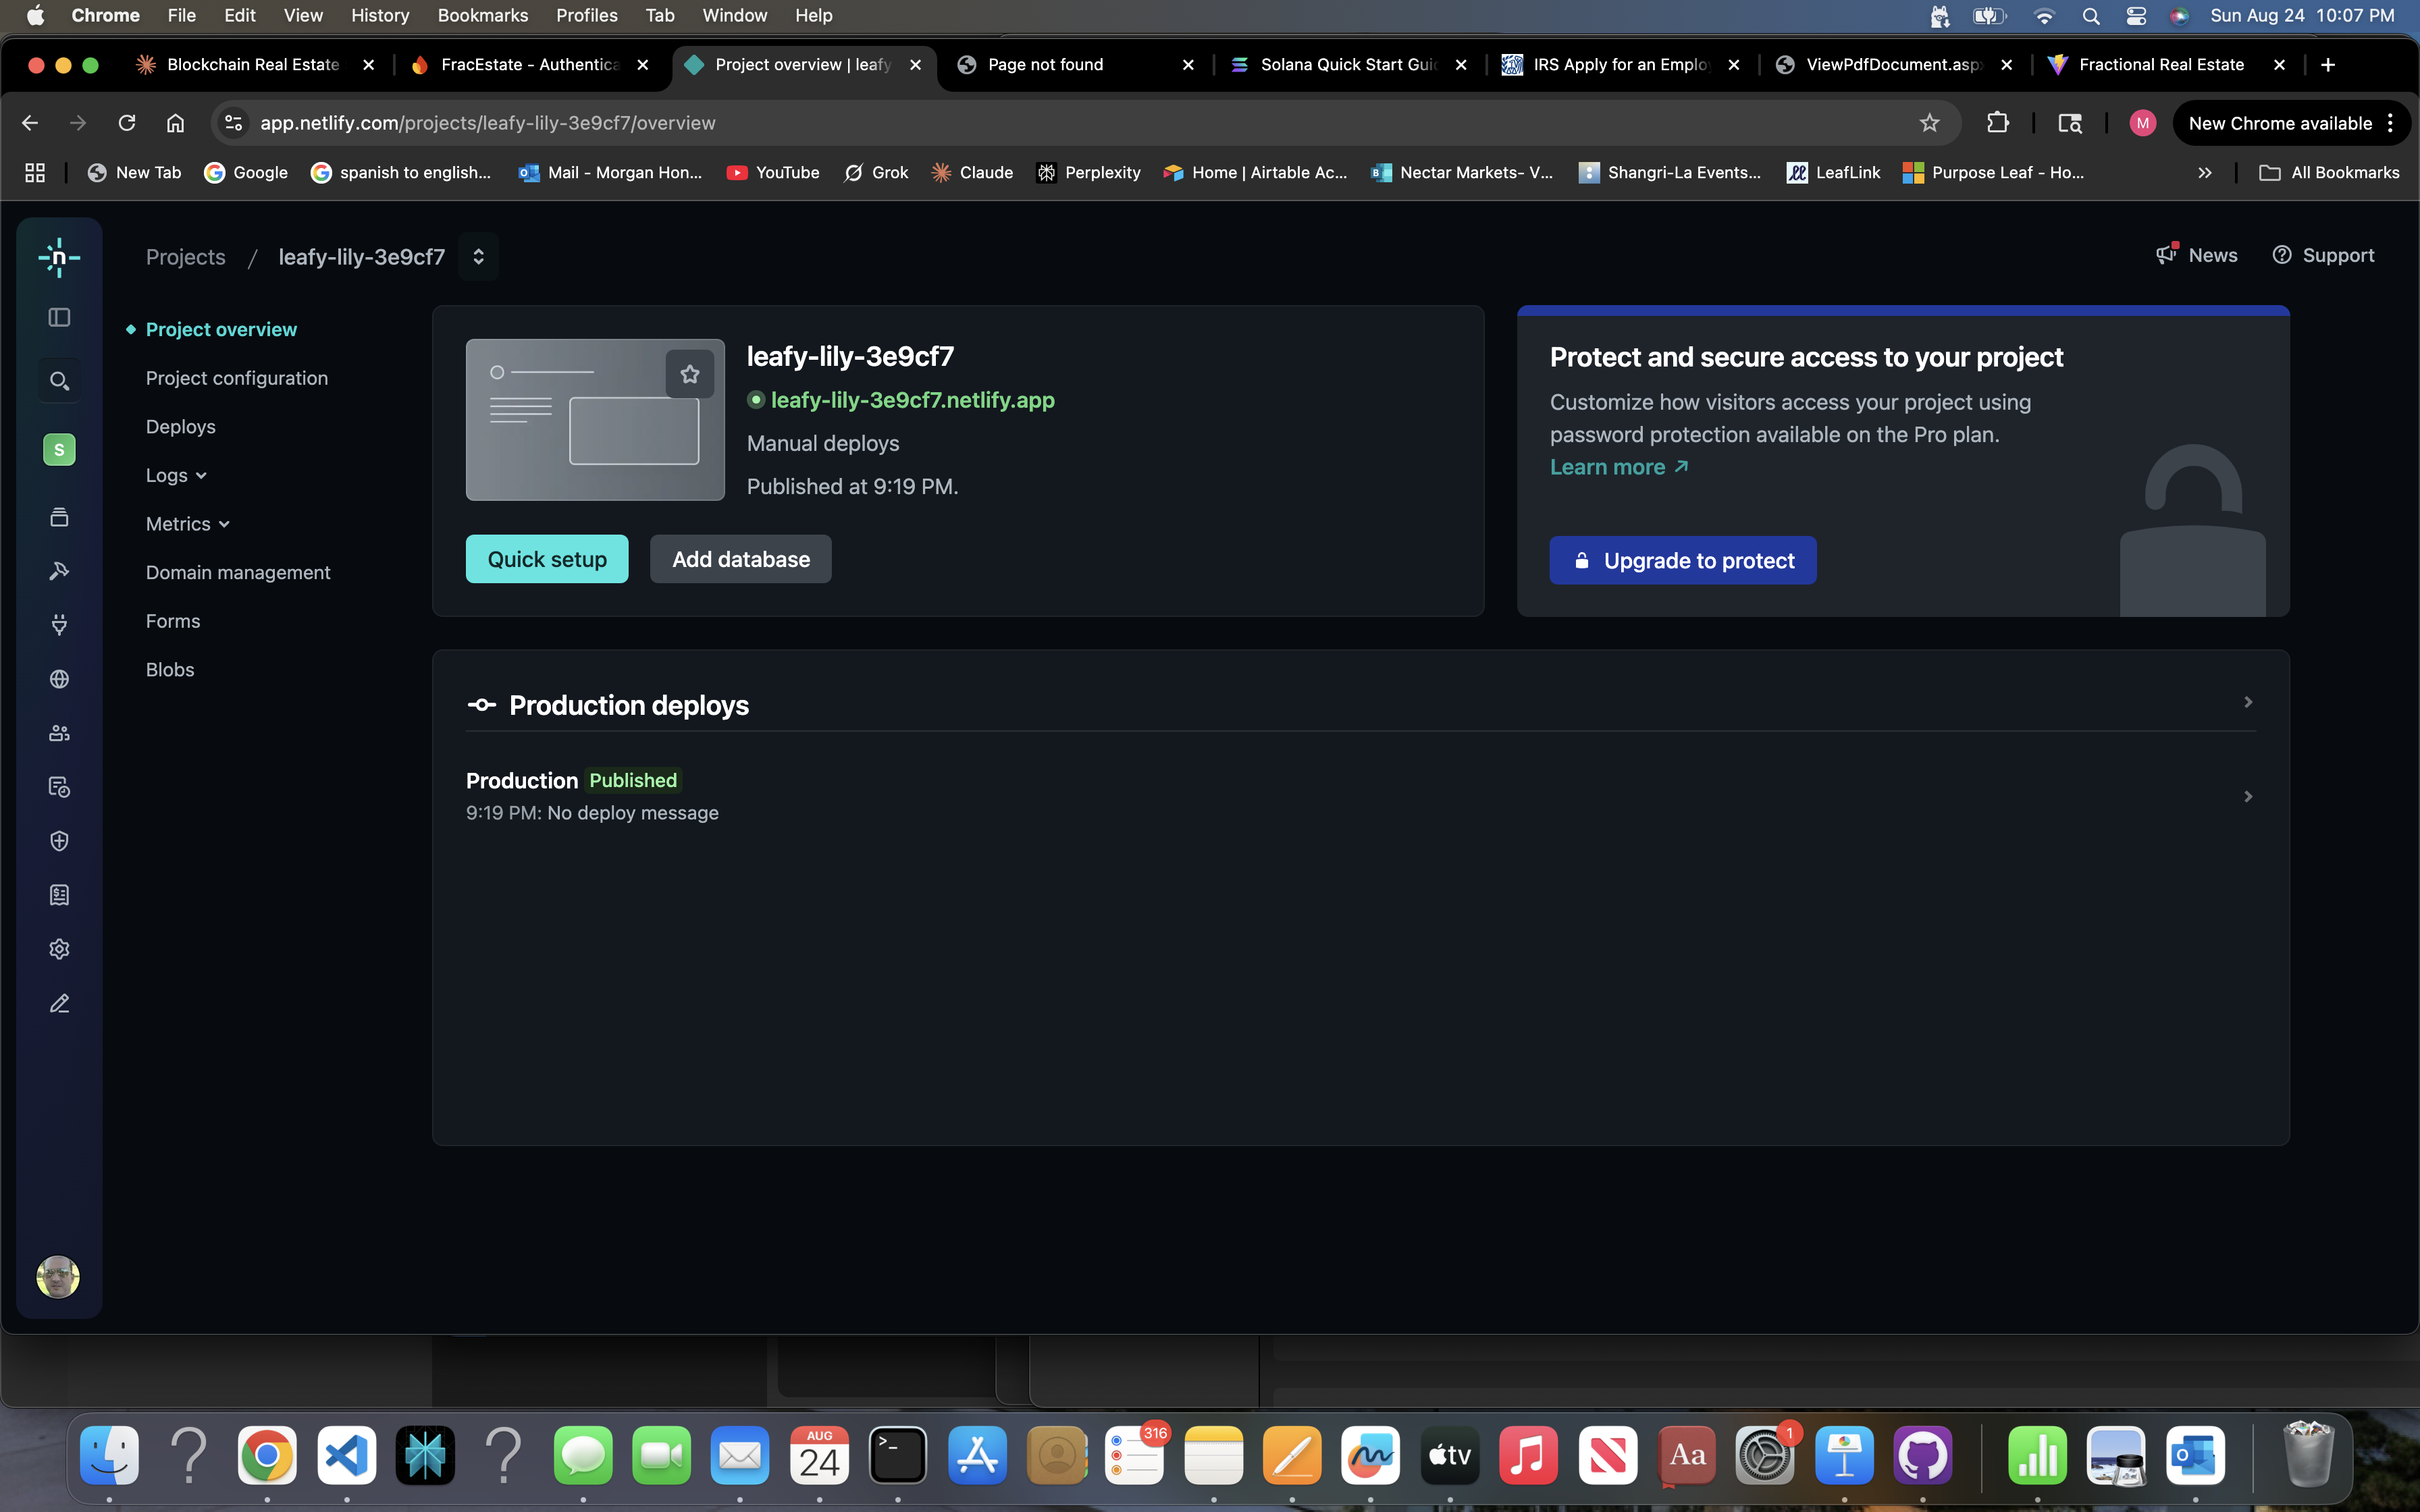 Chrome File Edit View History Bookmarks Profiles Tab Window Help Sun Aug 24 10:07 PM
Blockchain Real Estate
FracEstate - Authentica
Project overview | leafy
Page not found
Solana Quick Start Guid
IRS Apply for an Emplo
ViewPdfDocument.asp
Fractional Real Estate
app.netlify.com/projects/leafy-lily-3e9cf7/overview
M
New Chrome available
New Tab
Google
spanish to english...
Mail - Morgan Hon...
YouTube
Grok
Claude
Perplexity
Home | Airtable Ac...
Nectar Markets- V...
Shangri-La Events...
LeafLink
Purpose Leaf - Ho...
All Bookmarks
Projects / leafy-lily-3e9cf7
News
Support
S
Project overview
Project configuration
Deploys
Logs
Metrics
Domain management
Forms
Blobs
leafy-lily-3e9cf7
leafy-lily-3e9cf7.netlify.app
Manual deploys
Published at 9:19 PM.
Quick setup
Add database
Protect and secure access to your project
Customize how visitors access your project using
password protection available on the Pro plan.
Learn more
Upgrade to protect
Production deploys
Production Published
9:19 PM: No deploy message
AUG
24
316
tv
Aa
1